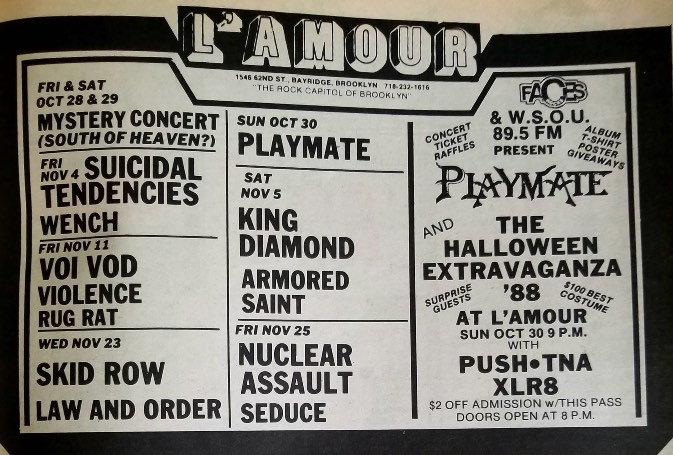 L'AMOUR
1546 62ND ST., BAYRIDGE, BROOKLYN 718-232-1616
"THE ROCK CAPITOL OF BROOKLYN"
FRI & SAT
OCT 28 & 29
MYSTERY CONCERT
(SOUTH OF HEAVEN?)
FRI
NOV 4 SUICIDAL
TENDENCIES
WENCH
FRI NOV 11
VOI VOD
VIOLENCE
RUG RAT
WED NOV 23
SKID ROW
LAW AND ORDER
SUN OCT 30
PLAYMATE
SAT
NOV 5
KING
DIAMOND
ARMORED
SAINT
FRI NOV 25
NUCLEAR
ASSAULT
SEDUCE
FACES
& W.S.O.U.
89.5 FM
PRESENT
CONCERT
TICKET
RAFFLES
ALBUM
T-SHIRT
POSTER
GIVEAWAYS
PLAYMATE
AND
THE
HALLOWEEN
EXTRAVAGANZA
'88
SURPRISE
GUESTS
$100 BEST
COSTUME
AT L'AMOUR
SUN OCT 30 9 P.M.
WITH
PUSH•TNA
XLR8
$2 OFF ADMISSION w/THIS PASS
DOORS OPEN AT 8 P.M.